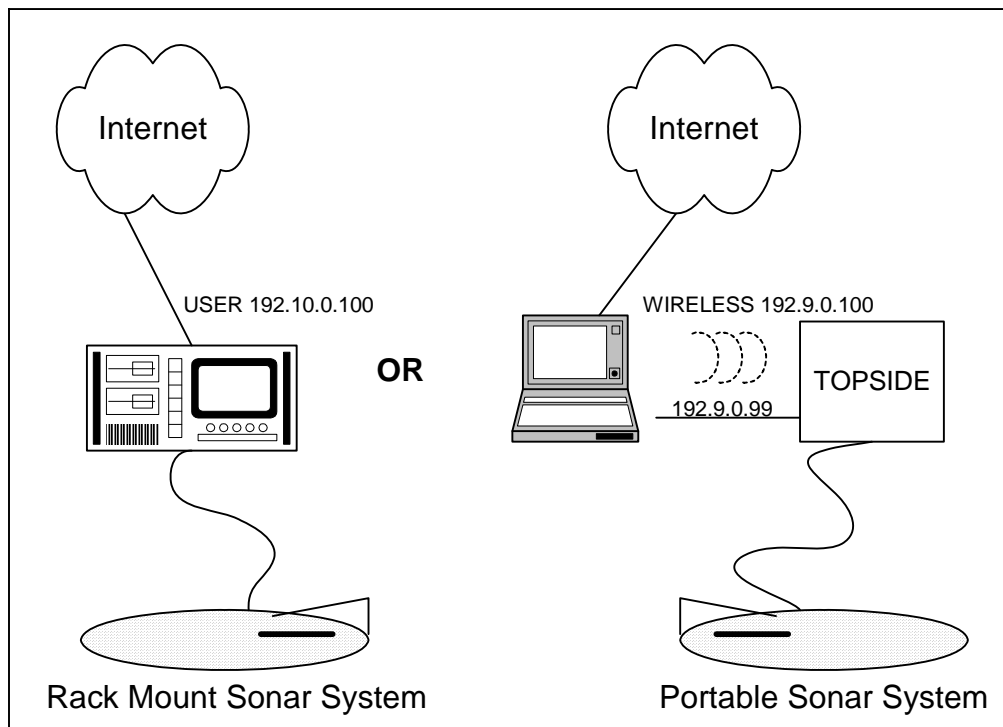 Internet
Internet
USER 192.10.0.100
WIRELESS 192.9.0.100
OR
TOPSIDE
192.9.0.99
Rack Mount Sonar System
Portable Sonar System